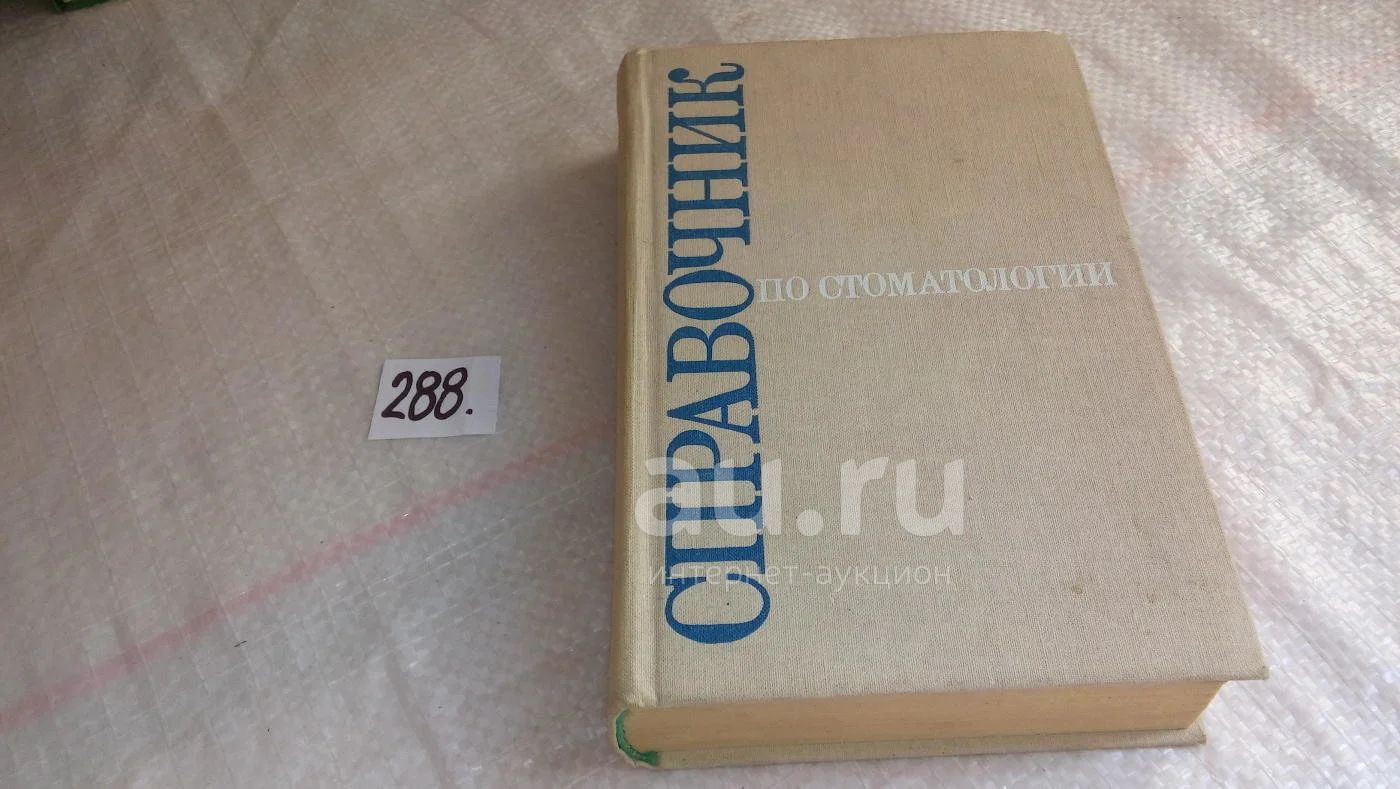 СПРАВОЧНИК
ПО СТОМАТОЛОГИИ
288.
au.ru
интернет-аукцион